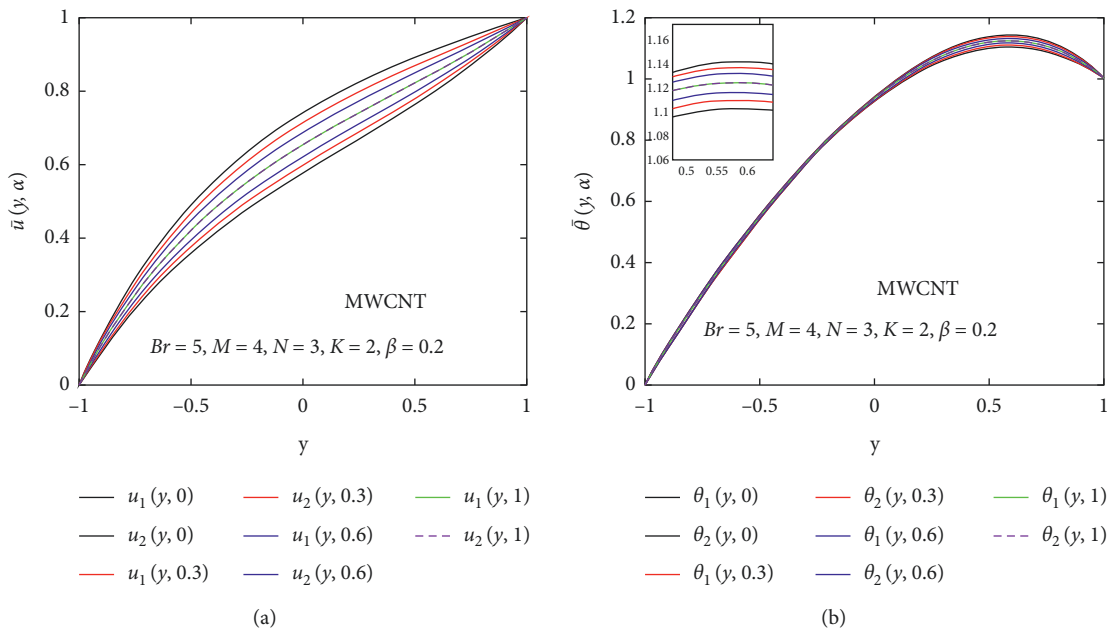 1
0.8
0.6
0.4
0.2
0
ū (y, α)
−1
−0.5
0
0.5
1
y
MWCNT
Br = 5, M = 4, N = 3, K = 2, β = 0.2
u₁ (y, 0)
u₂ (y, 0.3)
u₁ (y, 1)
u₂ (y, 0)
u₁ (y, 0.6)
u₂ (y, 1)
u₁ (y, 0.3)
u₂ (y, 0.6)
(a)
1.2
1
0.8
0.6
0.4
0.2
0
θ̄ (y, α)
1.16
1.14
1.12
1.1
1.08
1.06
0.5
0.55
0.6
−1
−0.5
0
0.5
1
y
MWCNT
Br = 5, M = 4, N = 3, K = 2, β = 0.2
θ₁ (y, 0)
θ₂ (y, 0.3)
θ₁ (y, 1)
θ₂ (y, 0)
θ₁ (y, 0.6)
θ₂ (y, 1)
θ₁ (y, 0.3)
θ₂ (y, 0.6)
(b)